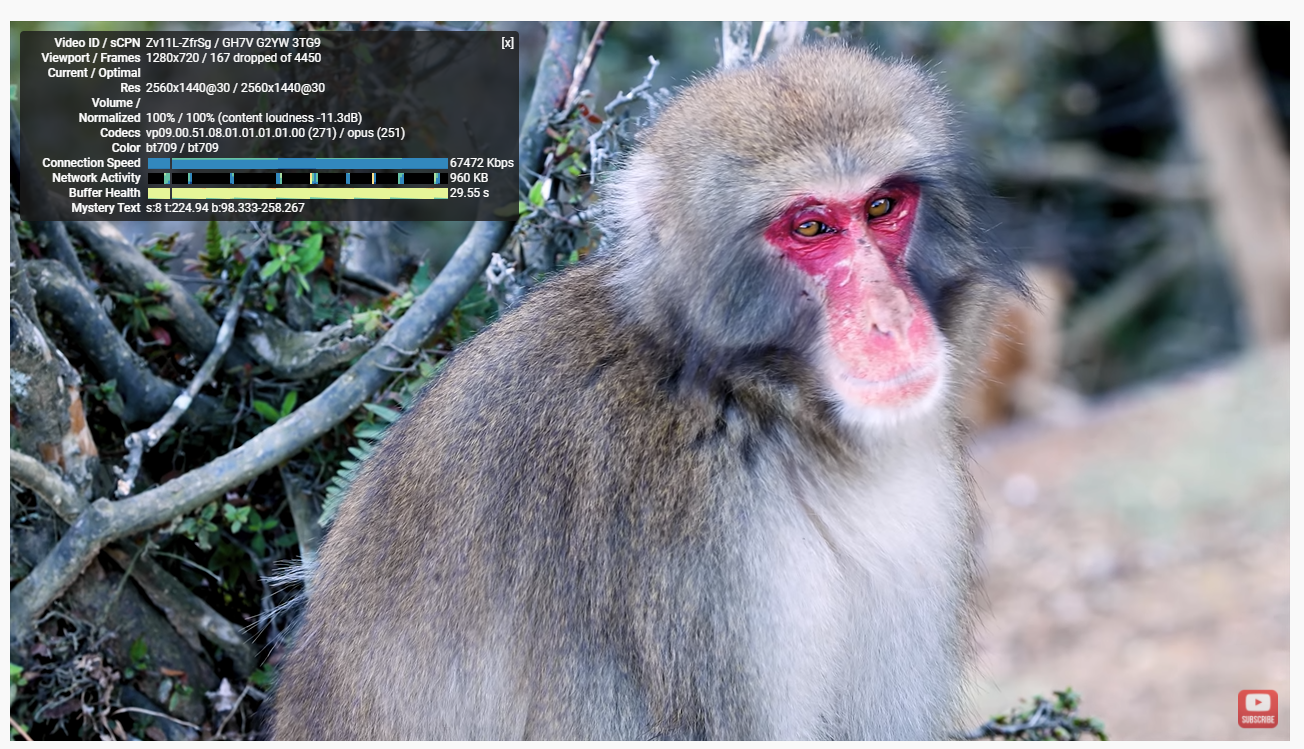 Video ID / sCPN Zv11L-ZfrSg / GH7V G2YW 3TG9 [x]
Viewport / Frames 1280x720 / 167 dropped of 4450
Current / Optimal
Res 2560x1440@30 / 2560x1440@30
Volume /
Normalized 100% / 100% (content loudness -11.3dB)
Codecs vp09.00.51.08.01.01.01.01.00 (271) / opus (251)
Color bt709 / bt709
Connection Speed 67472 Kbps
Network Activity 960 KB
Buffer Health 29.55 s
Mystery Text s:8 t:224.94 b:98.333-258.267
SUBSCRIBE